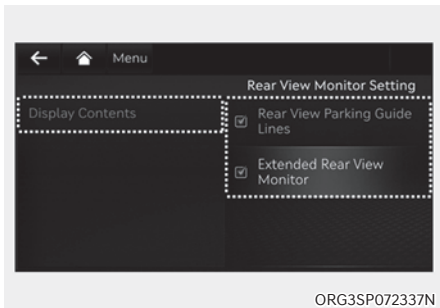 Menu
Rear View Monitor Setting
Display Contents
Rear View Parking Guide
Lines
Extended Rear View
Monitor
ORG3SP072337N